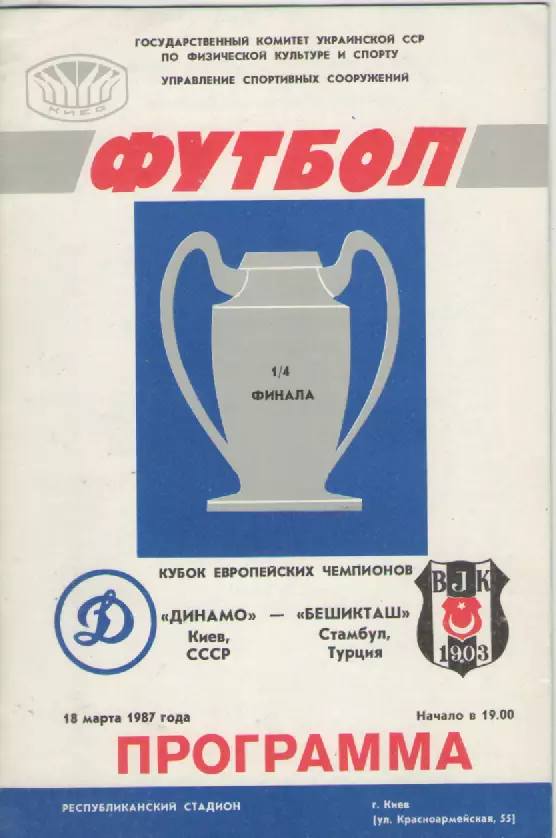 ГОСУДАРСТВЕННЫЙ КОМИТЕТ УКРАИНСКОЙ ССР
ПО ФИЗИЧЕСКОЙ КУЛЬТУРЕ И СПОРТУ
УПРАВЛЕНИЕ СПОРТИВНЫХ СООРУЖЕНИЙ
КИЕВ
ФУТБОЛ
1/4
ФИНАЛА
КУБОК ЕВРОПЕЙСКИХ ЧЕМПИОНОВ
«ДИНАМО» — «БЕШИКТАШ»
Киев, Стамбул,
СССР Турция
Д
BJK
1903
18 марта 1987 года
Начало в 19.00
ПРОГРАММА
РЕСПУБЛИКАНСКИЙ СТАДИОН
г. Киев
(ул. Красноармейская, 55)